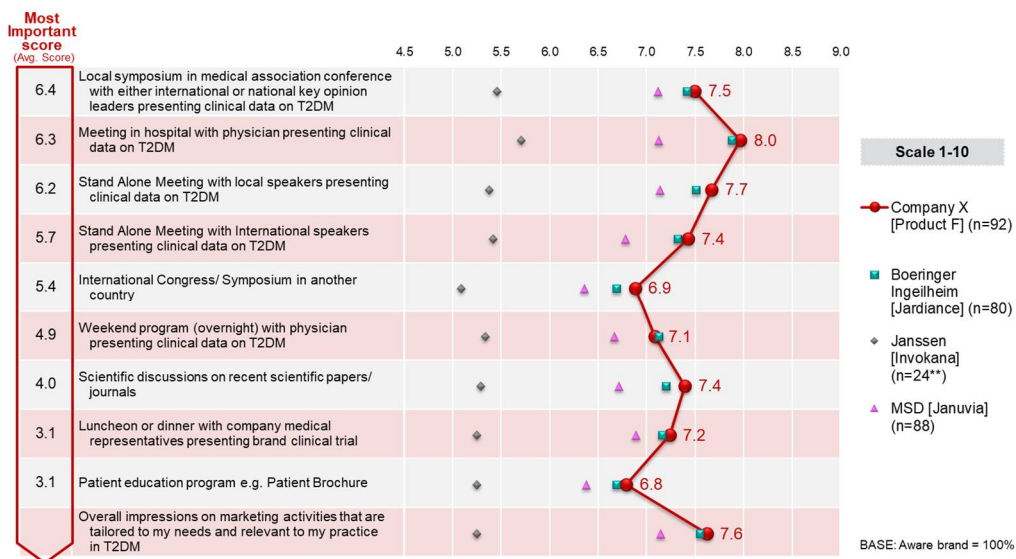 Most
Important
score
(Avg. Score)
4.5 5.0 5.5 6.0 6.5 7.0 7.5 8.0 8.5 9.0
6.4
Local symposium in medical association conference
with either international or national key opinion
leaders presenting clinical data on T2DM
7.5
6.3
Meeting in hospital with physician presenting clinical
data on T2DM
8.0
6.2
Stand Alone Meeting with local speakers presenting
clinical data on T2DM
7.7
5.7
Stand Alone Meeting with International speakers
presenting clinical data on T2DM
7.4
5.4
International Congress/ Symposium in another
country
6.9
4.9
Weekend program (overnight) with physician
presenting clinical data on T2DM
7.1
4.0
Scientific discussions on recent scientific papers/
journals
7.4
3.1
Luncheon or dinner with company medical
representatives presenting brand clinical trial
7.2
3.1
Patient education program e.g. Patient Brochure
6.8
Overall impressions on marketing activities that are
tailored to my needs and relevant to my practice
in T2DM
7.6
Scale 1-10
Company X
[Product F] (n=92)
Boeringer
Ingeilheim
[Jardiance] (n=80)
Janssen
[Invokana]
(n=24**)
MSD [Januvia]
(n=88)
BASE: Aware brand = 100%